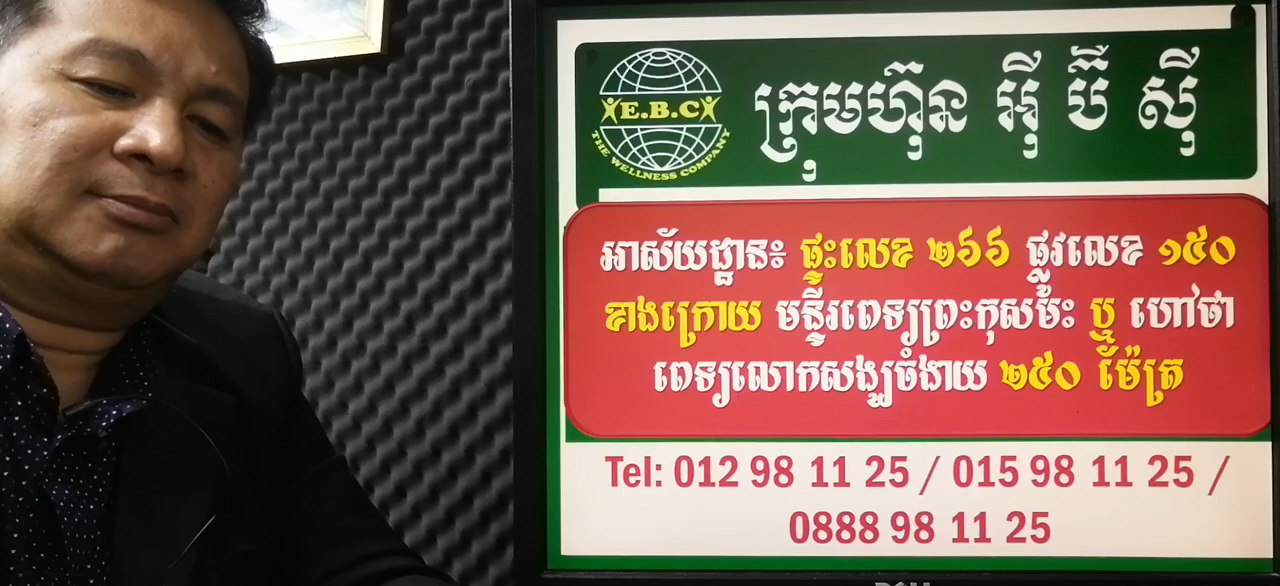 E.B.C
THE WELLNESS COMPANY
ក្រុមហ៊ុន អ៊ី ប៊ី ស៊ី
អាស័យដ្ឋាន៖ ផ្ទះលេខ ២៦៦ ផ្លូវលេខ ១៥០
ខាងក្រោយ មន្ទីរពេទ្យព្រះកុសមះ ឬ ហៅថា
ពេទ្យលោកសង្ឃចំងាយ ២៥០ ម៉ែត្រ
Tel: 012 98 11 25 / 015 98 11 25 /
0888 98 11 25